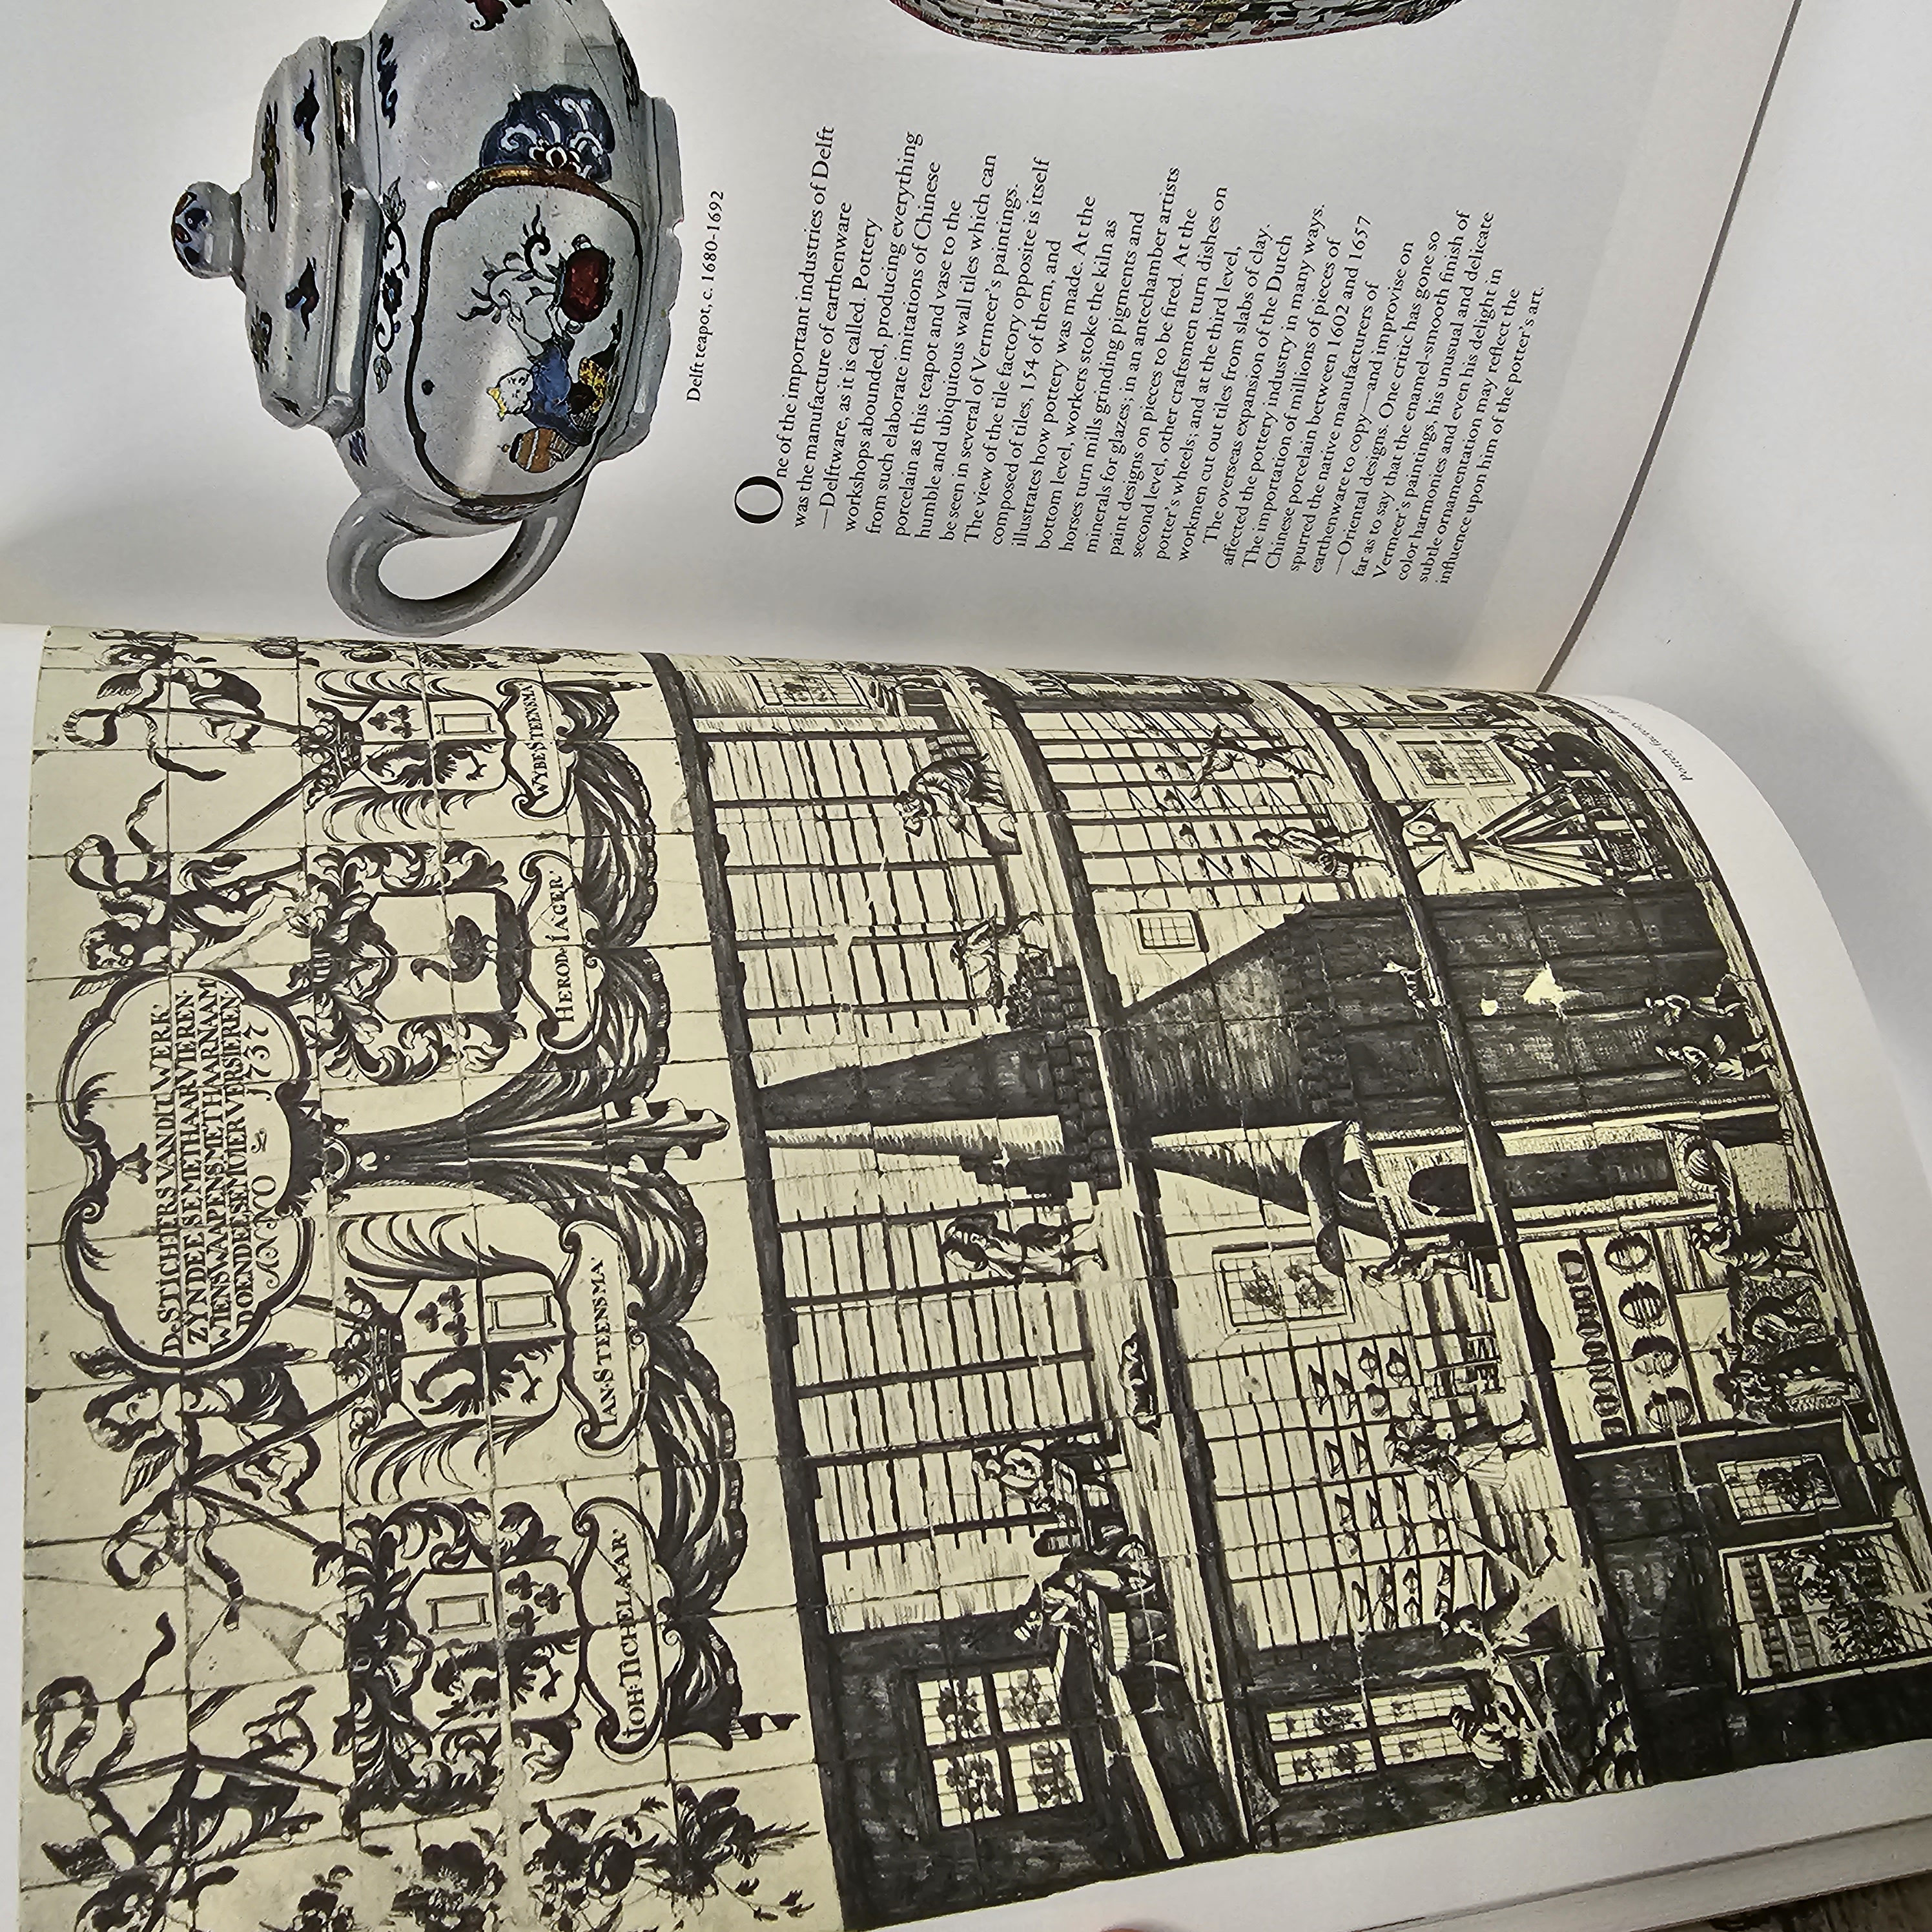 DE STICHTERS VAN DIT WERK
ZYN DEESE MET HAAR VIEREN
WIENS WAAPENS MET HAAR NAAM
DOEN DEESE MUIER VERSIEREN
ANNO 1737
IOH: TICHELAAR
IAN STEENSMA
HERO DE IAGER
WYBE STEENSMA
Pottery factory at
Delft teapot, c. 1680-1692
One of the important industries of Delft
was the manufacture of earthenware
—Delftware, as it is called. Pottery
workshops abounded, producing everything
from such elaborate imitations of Chinese
porcelain as this teapot and vase to the
humble and ubiquitous wall tiles which can
be seen in several of Vermeer's paintings.
The view of the tile factory opposite is itself
composed of tiles, 154 of them, and
illustrates how pottery was made. At the
bottom level, workers stoke the kiln as
horses turn mills grinding pigments and
minerals for glazes; in an antechamber artists
paint designs on pieces to be fired. At the
second level, other craftsmen turn dishes on
potter's wheels; and at the third level,
workmen cut out tiles from slabs of clay.
The overseas expansion of the Dutch
affected the pottery industry in many ways.
The importation of millions of pieces of
Chinese porcelain between 1602 and 1657
spurred the native manufacturers of
earthenware to copy—and improvise on
—Oriental designs. One critic has gone so
far as to say that the enamel-smooth finish of
Vermeer's paintings, his unusual and delicate
color harmonies and even his delight in
subtle ornamentation may reflect the
influence upon him of the potter's art.